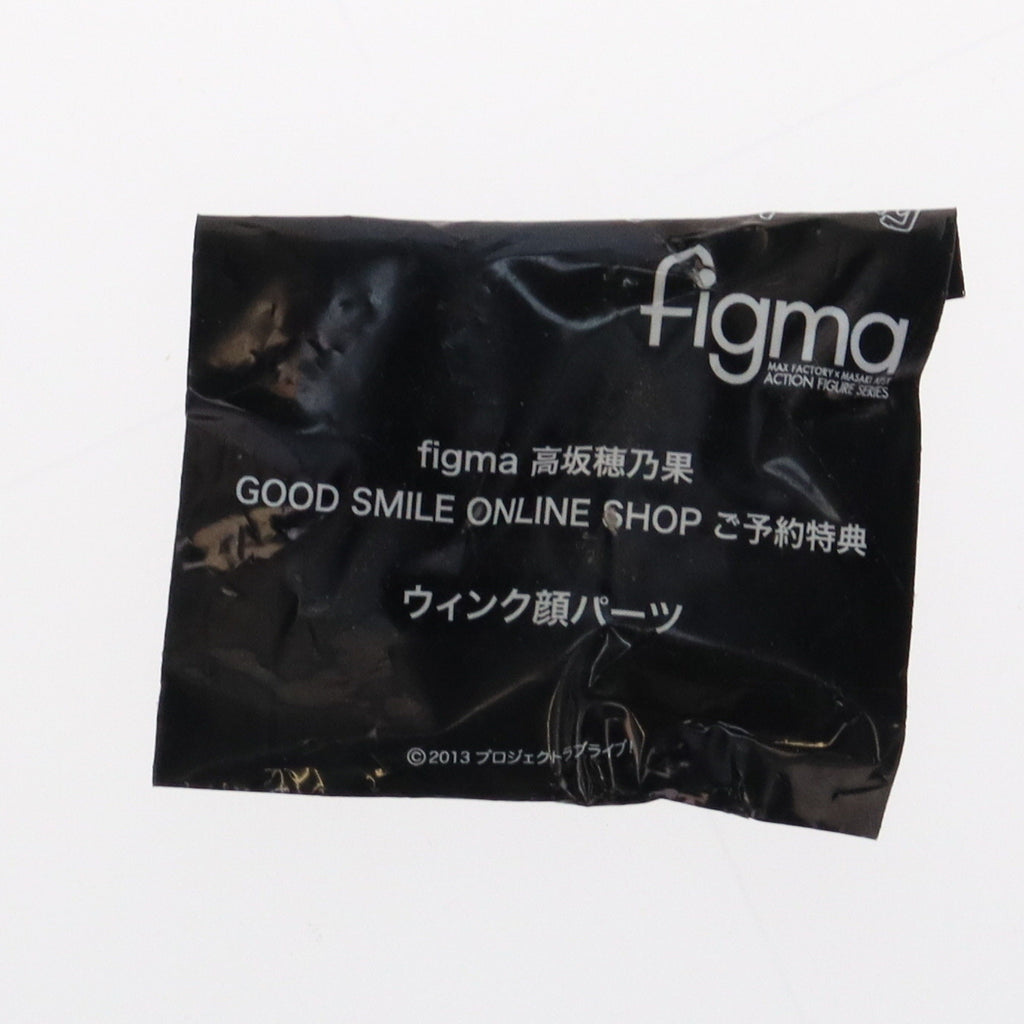 figma
MAX FACTORY × MASAKI APSY
ACTION FIGURE SERIES
figma 高坂穂乃果
GOOD SMILE ONLINE SHOP ご予約特典
ウィンク顔パーツ
©2013 プロジェクトラブライブ!